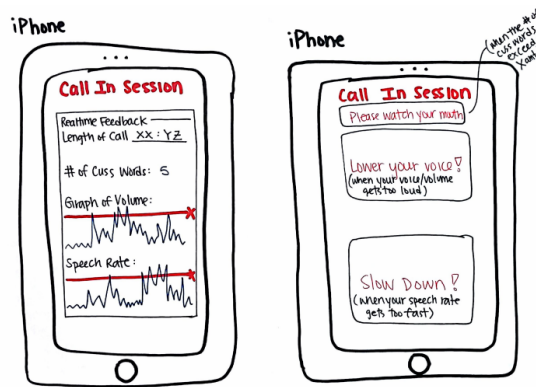 iPhone
Call In Session
Realtime Feedback
Length of Call XX:YZ
# of Cuss Words: 5
Graph of Volume:
X
Speech Rate:
X
iPhone
(when the # of
cuss words
exceed
Call In Session
Please watch your mouth
Lower your voice!
(when your voice/volume
gets too loud)
Slow Down!
(when your speech rate
gets too fast)